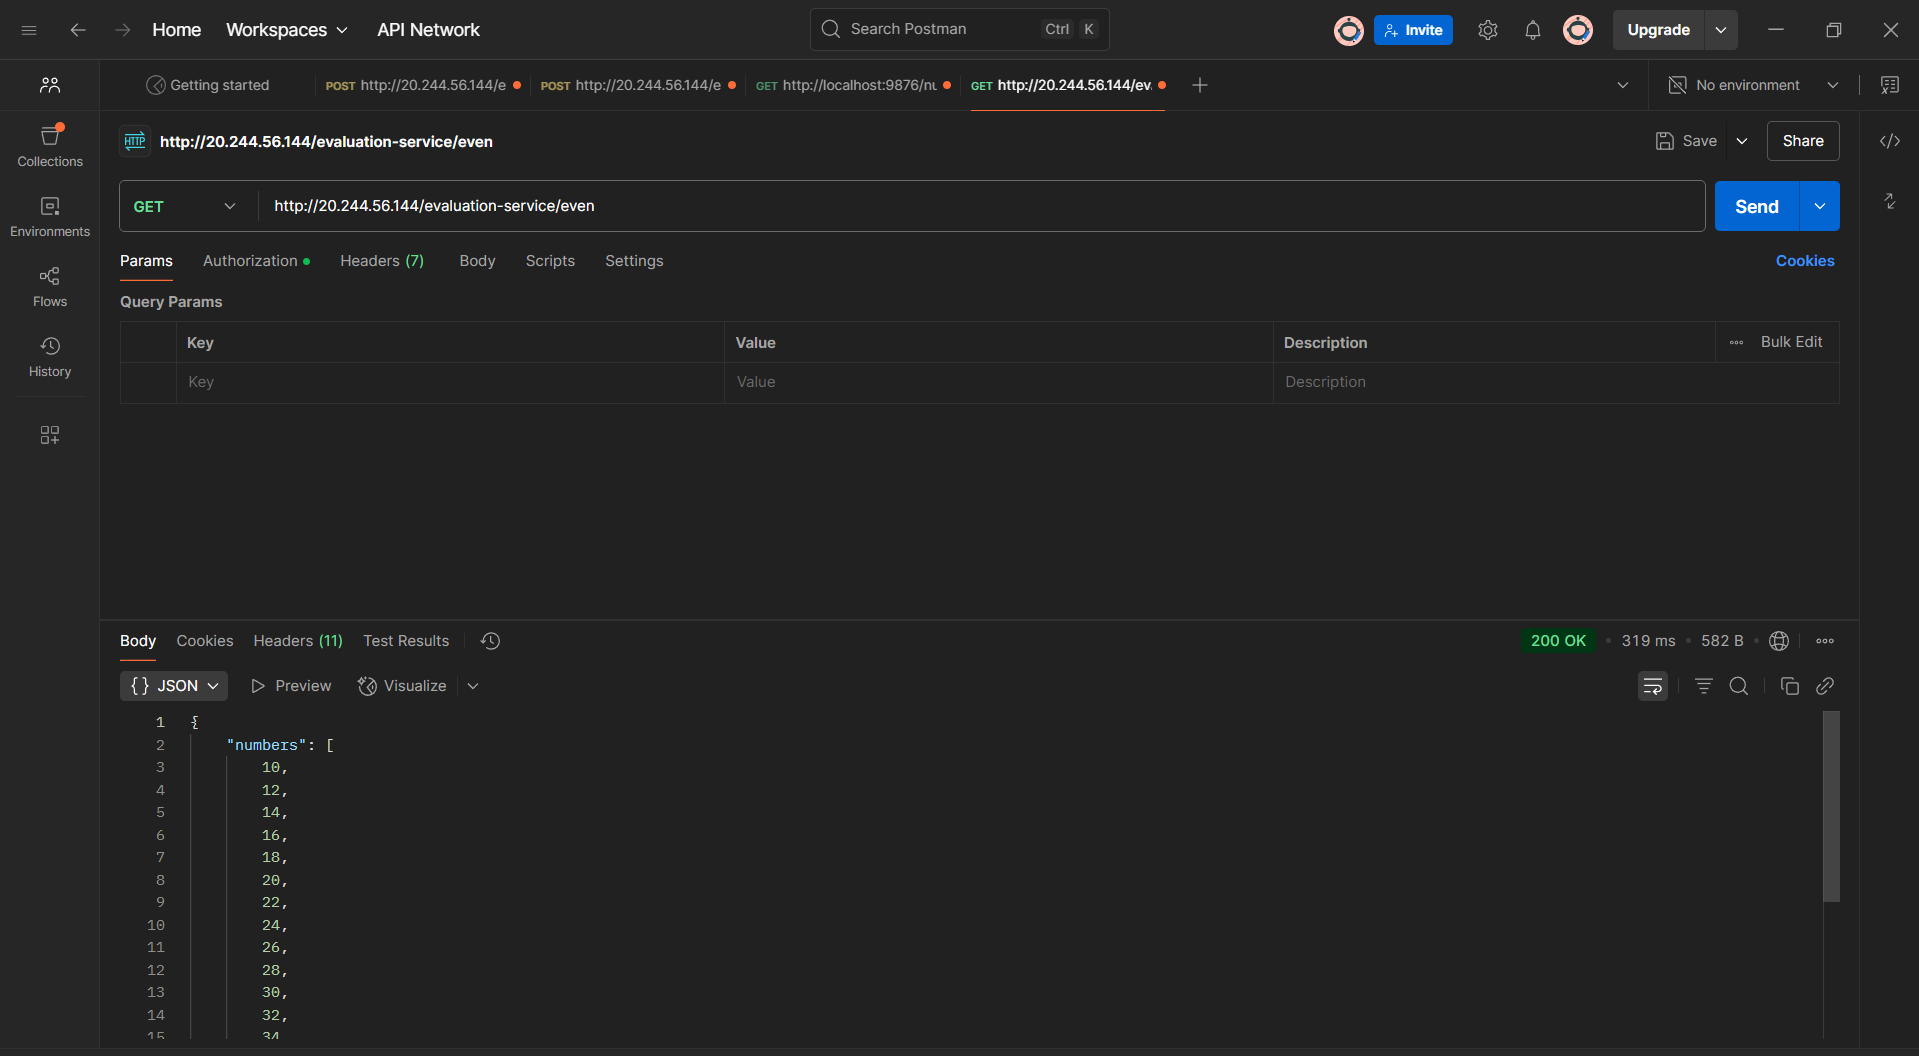 Home Workspaces API Network Search Postman Ctrl K Invite Upgrade
Getting started POST http://20.244.56.144/e POST http://20.244.56.144/e GET http://localhost:9876/nu GET http://20.244.56.144/ev No environment
HTTP http://20.244.56.144/evaluation-service/even Save Share
Collections
GET http://20.244.56.144/evaluation-service/even Send
Environments
Params Authorization Headers (7) Body Scripts Settings Cookies
Flows
Query Params
Key Value Description Bulk Edit
History
Key Value Description
Body Cookies Headers (11) Test Results 200 OK 319 ms 582 B
{} JSON Preview Visualize
1 {
2 "numbers": [
3 10,
4 12,
5 14,
6 16,
7 18,
8 20,
9 22,
10 24,
11 26,
12 28,
13 30,
14 32,
15 34